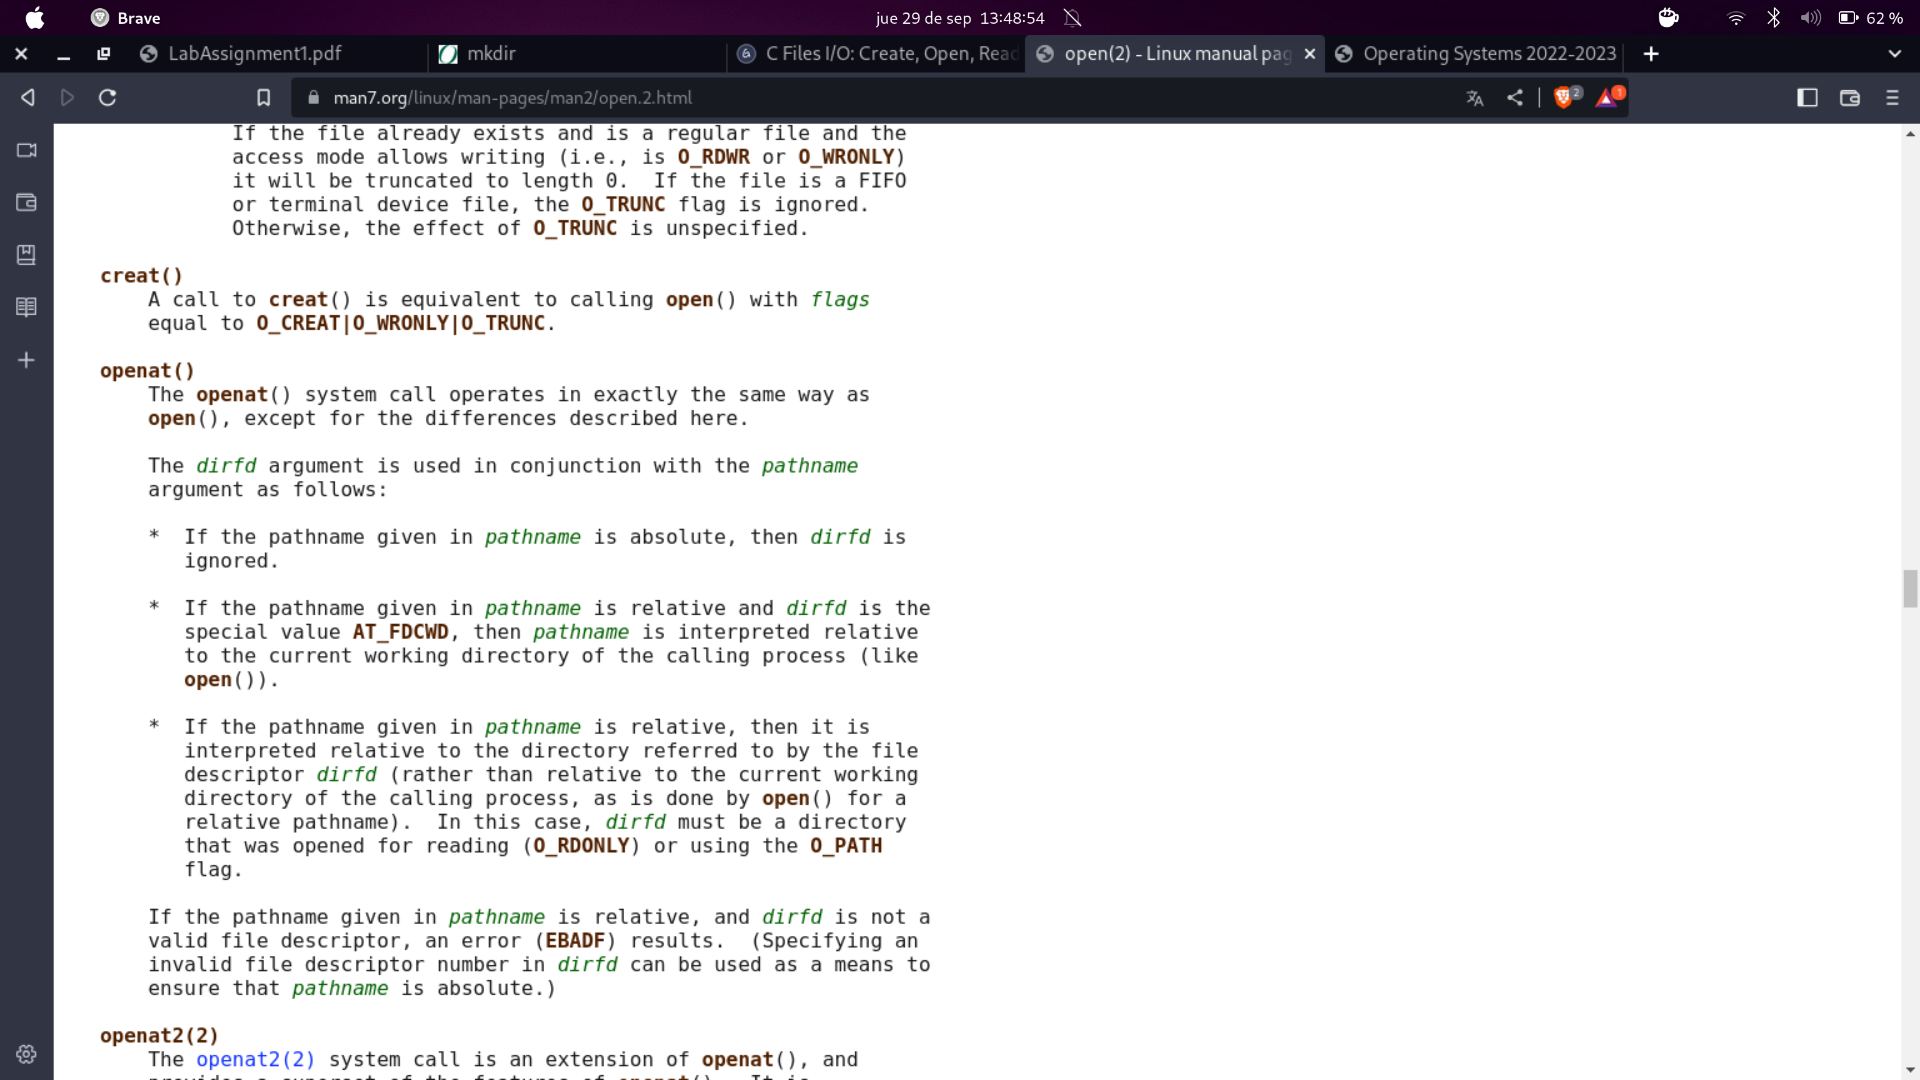 Brave
jue 29 de sep 13:48:54
62 %
LabAssignment1.pdf
mkdir
C Files I/O: Create, Open, Read
open(2) - Linux manual pag
Operating Systems 2022-2023
man7.org/linux/man-pages/man2/open.2.html
2
1
If the file already exists and is a regular file and the
access mode allows writing (i.e., is O_RDWR or O_WRONLY)
it will be truncated to length 0.  If the file is a FIFO
or terminal device file, the O_TRUNC flag is ignored.
Otherwise, the effect of O_TRUNC is unspecified.
creat()
A call to creat() is equivalent to calling open() with flags
equal to O_CREAT|O_WRONLY|O_TRUNC.
openat()
The openat() system call operates in exactly the same way as
open(), except for the differences described here.
The dirfd argument is used in conjunction with the pathname
argument as follows:
* If the pathname given in pathname is absolute, then dirfd is
ignored.
* If the pathname given in pathname is relative and dirfd is the
special value AT_FDCWD, then pathname is interpreted relative
to the current working directory of the calling process (like
open()).
* If the pathname given in pathname is relative, then it is
interpreted relative to the directory referred to by the file
descriptor dirfd (rather than relative to the current working
directory of the calling process, as is done by open() for a
relative pathname).  In this case, dirfd must be a directory
that was opened for reading (O_RDONLY) or using the O_PATH
flag.
If the pathname given in pathname is relative, and dirfd is not a
valid file descriptor, an error (EBADF) results.  (Specifying an
invalid file descriptor number in dirfd can be used as a means to
ensure that pathname is absolute.)
openat2(2)
The openat2(2) system call is an extension of openat(), and
provides a superset of the features of openat().  It is